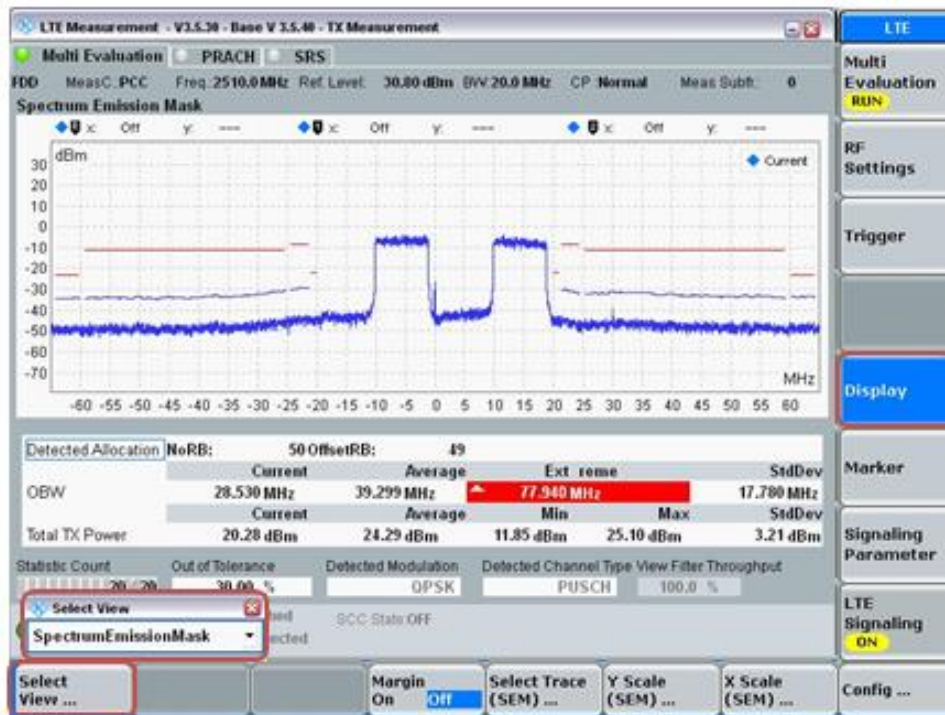 LTE Measurement - V3.5.30 - Base V 3.5.40 - TX Measurement
Multi Evaluation PRACH SRS
FDD MeasC.:PCC Freq.:2510.0 MHz Ref. Level: 30.80 dBm BW:20.0 MHz CP:Normal Meas Subfr.: 0
Spectrum Emission Mask
x: Off y: --- x: Off y: --- x: Off y: ---
dBm
Current
30
20
10
0
-10
-20
-30
-40
-50
-60
-70
MHz
-60 -55 -50 -45 -40 -35 -30 -25 -20 -15 -10 -5 0 5 10 15 20 25 30 35 40 45 50 55 60
Detected Allocation NoRB: 50 OffsetRB: 49
Current Average Ext reme StdDev
OBW 28.530 MHz 39.299 MHz 77.940 MHz 17.780 MHz
Current Average Min Max StdDev
Total TX Power 20.28 dBm 24.29 dBm 11.85 dBm 25.10 dBm 3.21 dBm
Statistic Count Out of Tolerance Detected Modulation Detected Channel Type View Filter Throughput
20 / 20 30.00 % QPSK PUSCH 100.0 %
Select View
SpectrumEmissionMask
SCC State:OFF
Select View ...
Margin On Off
Select Trace (SEM) ...
Y Scale (SEM) ...
X Scale (SEM) ...
LTE
Multi Evaluation
RUN
RF Settings
Trigger
Display
Marker
Signaling Parameter
LTE Signaling
ON
Config ...